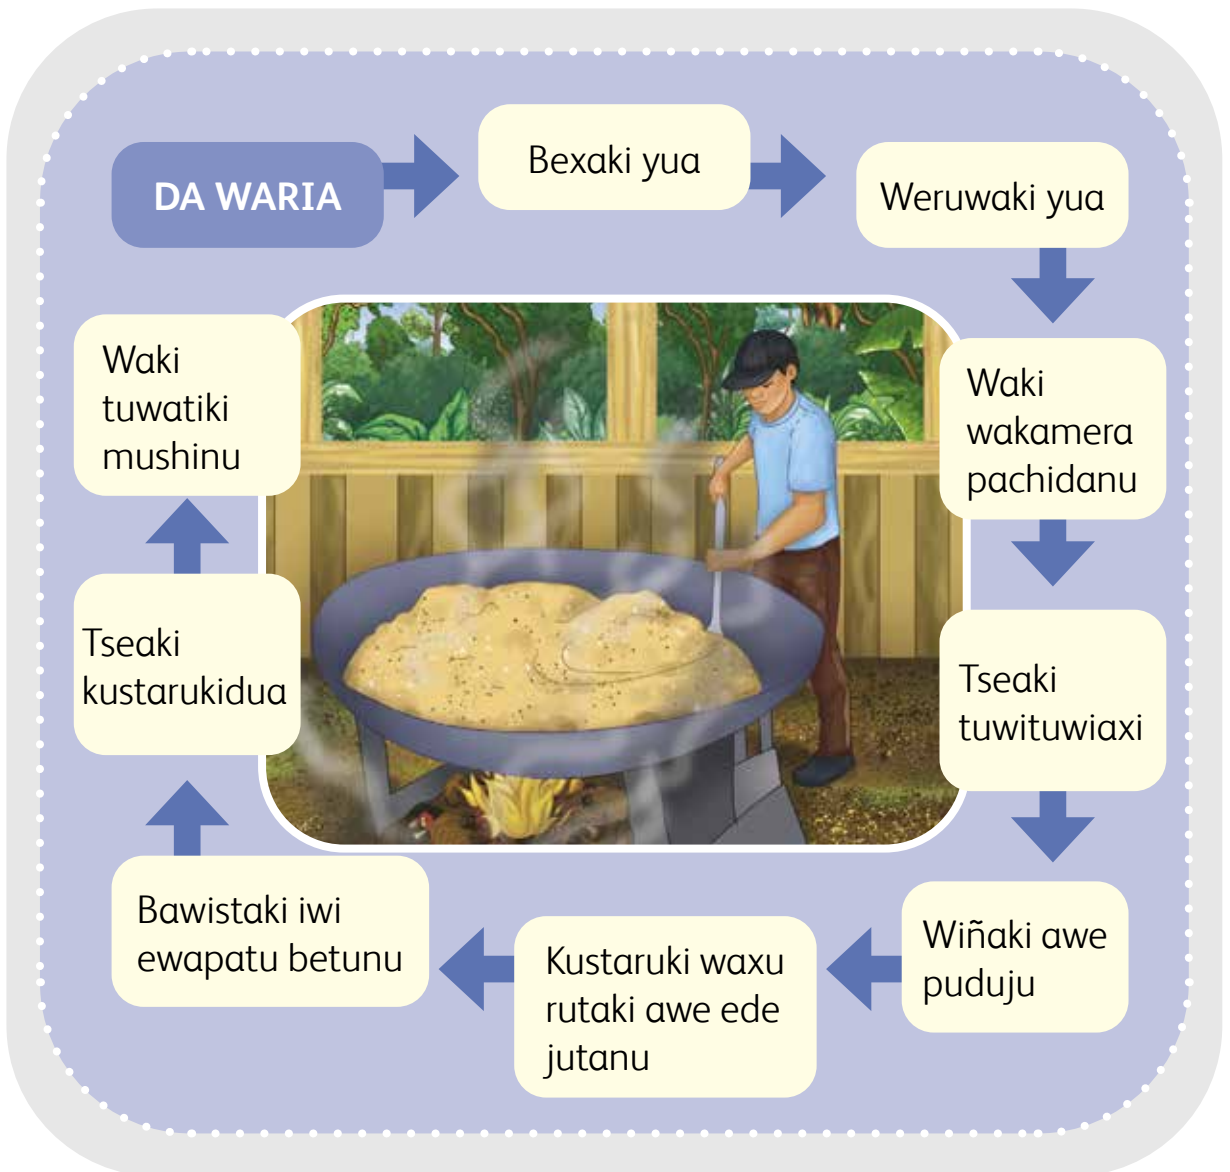 DA WARIA
Bexaki yua
Weruwaki yua
Waki
wakamera
pachidanu
Tseaki
tuwituwiaxi
Wiñaki awe
puduju
Kustaruki waxu
rutaki awe ede
jutanu
Bawistaki iwi
ewapatu betunu
Tseaki
kustarukidua
Waki
tuwatiki
mushinu